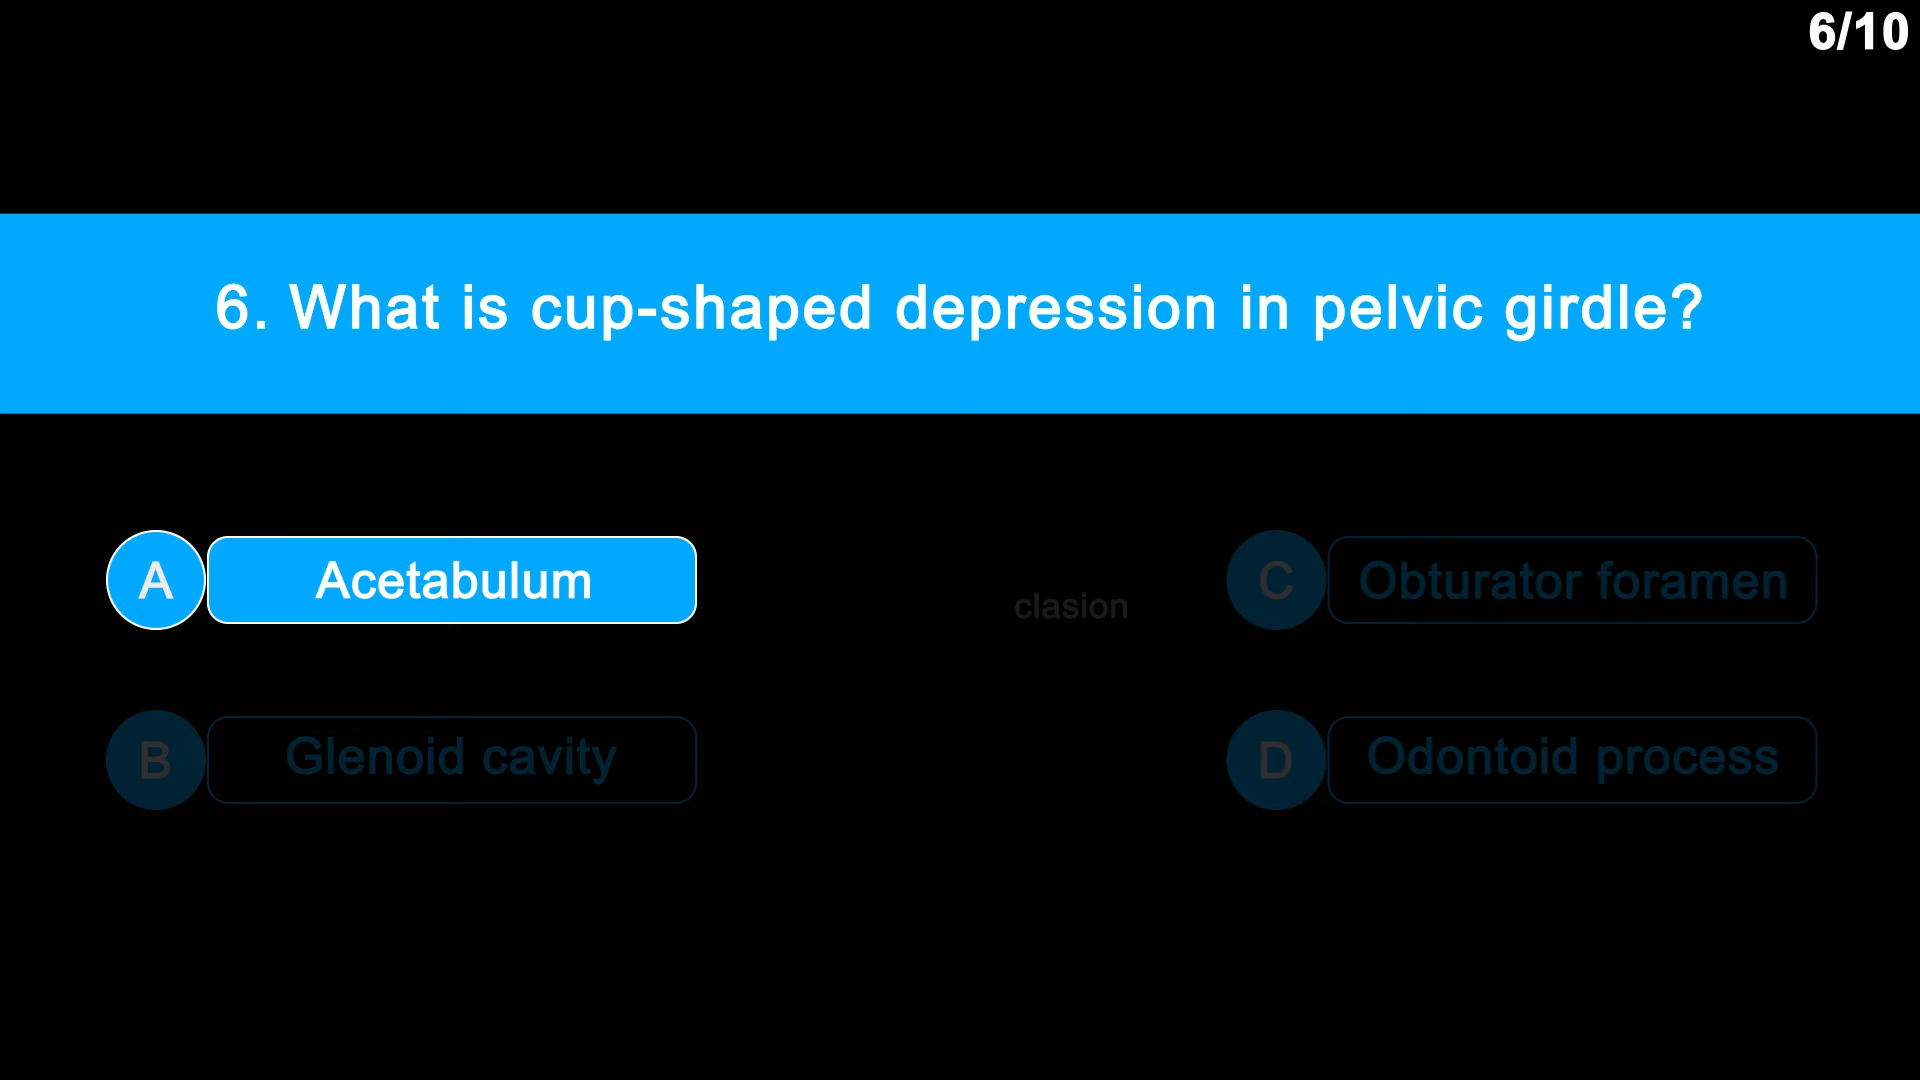 6/10
6. What is cup-shaped depression in pelvic girdle?
A Acetabulum
B Glenoid cavity
clasion
C Obturator foramen
D Odontoid process